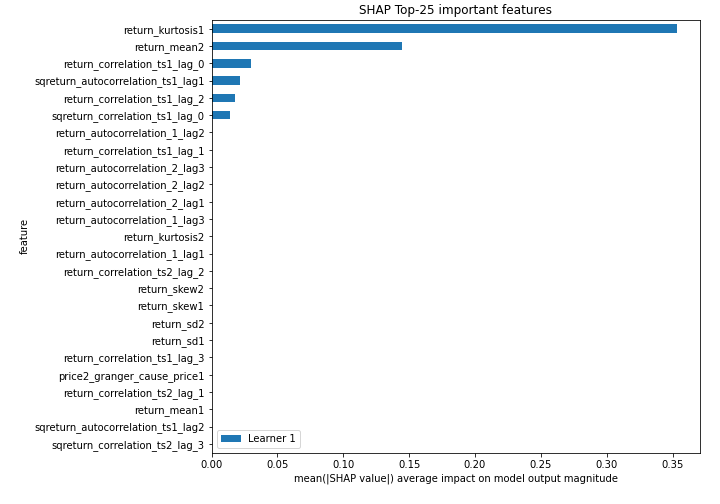 SHAP Top-25 important features
return_kurtosis1
return_mean2
return_correlation_ts1_lag_0
sqreturn_autocorrelation_ts1_lag1
return_correlation_ts1_lag_2
sqreturn_correlation_ts1_lag_0
return_autocorrelation_1_lag2
return_correlation_ts1_lag_1
return_autocorrelation_2_lag3
return_autocorrelation_2_lag2
return_autocorrelation_2_lag1
return_autocorrelation_1_lag3
return_kurtosis2
return_autocorrelation_1_lag1
return_correlation_ts2_lag_2
return_skew2
return_skew1
return_sd2
return_sd1
return_correlation_ts1_lag_3
price2_granger_cause_price1
return_correlation_ts2_lag_1
return_mean1
sqreturn_autocorrelation_ts1_lag2
sqreturn_correlation_ts2_lag_3
feature
Learner 1
0.00 0.05 0.10 0.15 0.20 0.25 0.30 0.35
mean(|SHAP value|) average impact on model output magnitude